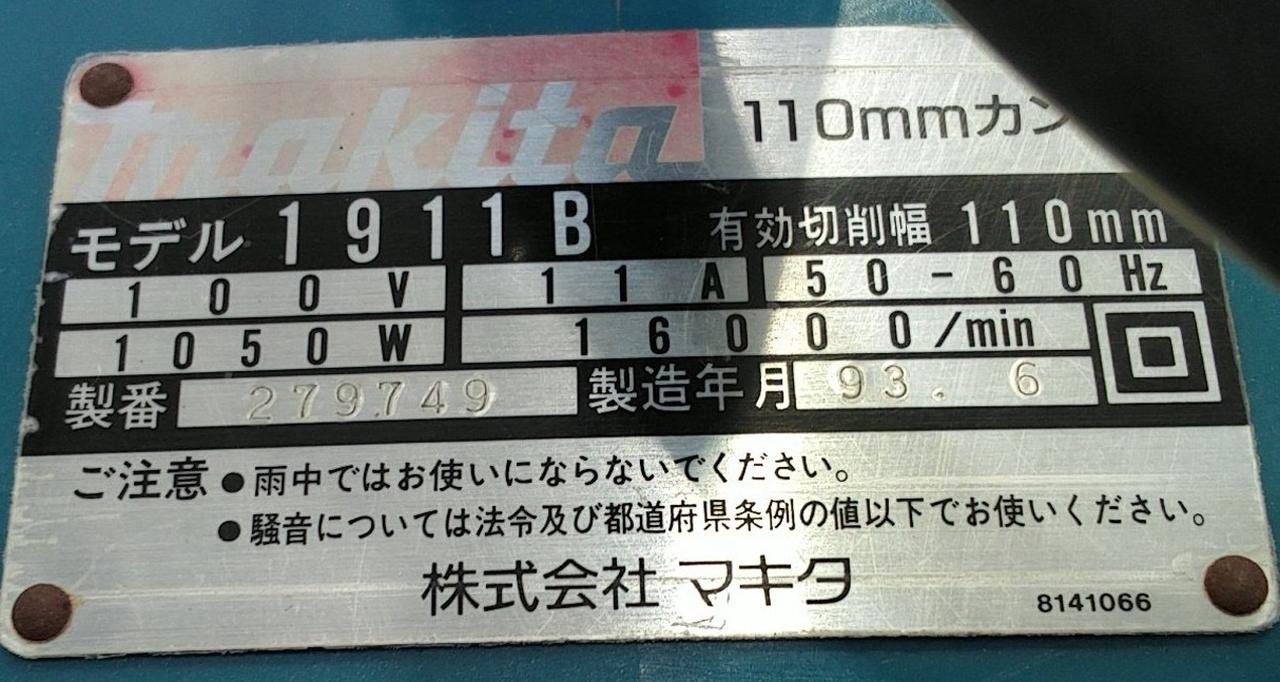 makita 110mmカン
モデル 1911B 有効切削幅 110mm
100V 11A 50-60Hz
1050W 16000/min
製番 279749 製造年月 93. 6
ご注意 ●雨中ではお使いにならないでください。
●騒音については法令及び都道府県条例の値以下でお使いください。
株式会社 マキタ
8141066